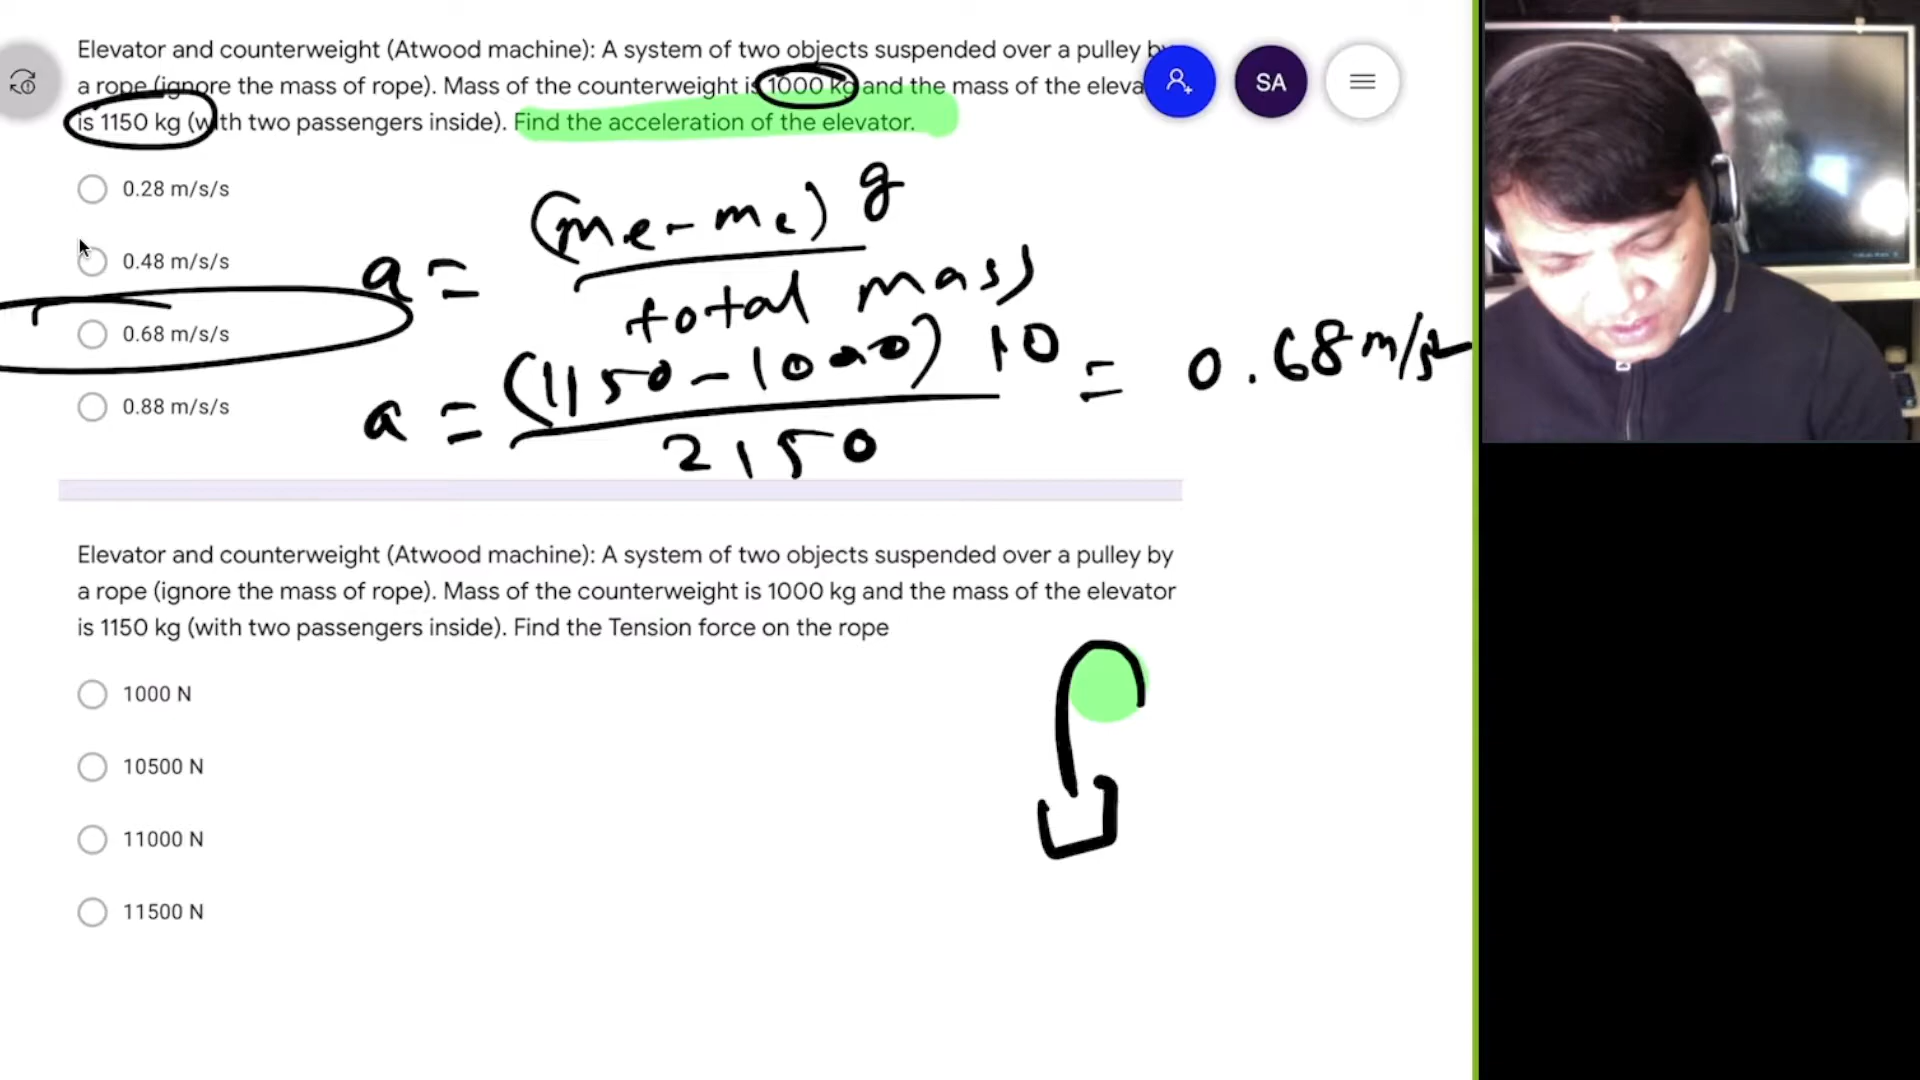 Elevator and counterweight (Atwood machine): A system of two objects suspended over a pulley by
a rope (ignore the mass of rope). Mass of the counterweight is 1000 kg and the mass of the eleva
is 1150 kg (with two passengers inside). Find the acceleration of the elevator.
SA
0.28 m/s/s
0.48 m/s/s
0.68 m/s/s
0.88 m/s/s
a = (me - mc) g
total mass
a = (1150 - 1000) 10 = 0.68 m/s²
2150
Elevator and counterweight (Atwood machine): A system of two objects suspended over a pulley by
a rope (ignore the mass of rope). Mass of the counterweight is 1000 kg and the mass of the elevator
is 1150 kg (with two passengers inside). Find the Tension force on the rope
1000 N
10500 N
11000 N
11500 N